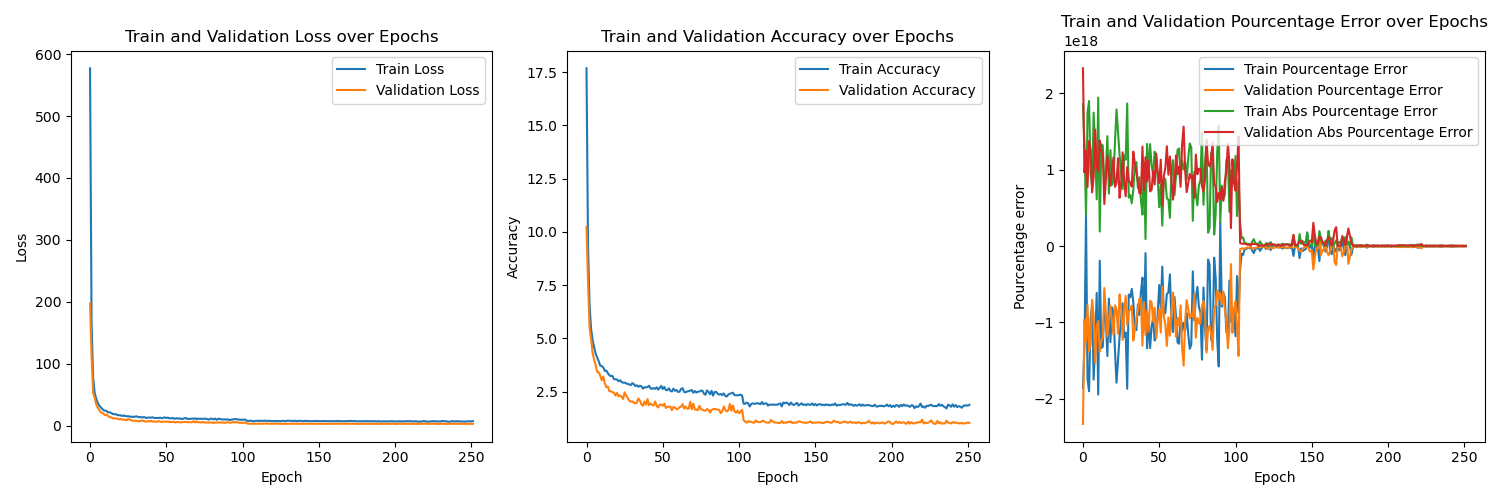 Train and Validation Loss over Epochs
600
500
400
300
200
100
0
Loss
Train Loss
Validation Loss
0 50 100 150 200 250
Epoch
Train and Validation Accuracy over Epochs
17.5
15.0
12.5
10.0
7.5
5.0
2.5
Accuracy
Train Accuracy
Validation Accuracy
0 50 100 150 200 250
Epoch
Train and Validation Pourcentage Error over Epochs
1e18
2
1
0
−1
−2
Pourcentage error
Train Pourcentage Error
Validation Pourcentage Error
Train Abs Pourcentage Error
Validation Abs Pourcentage Error
0 50 100 150 200 250
Epoch